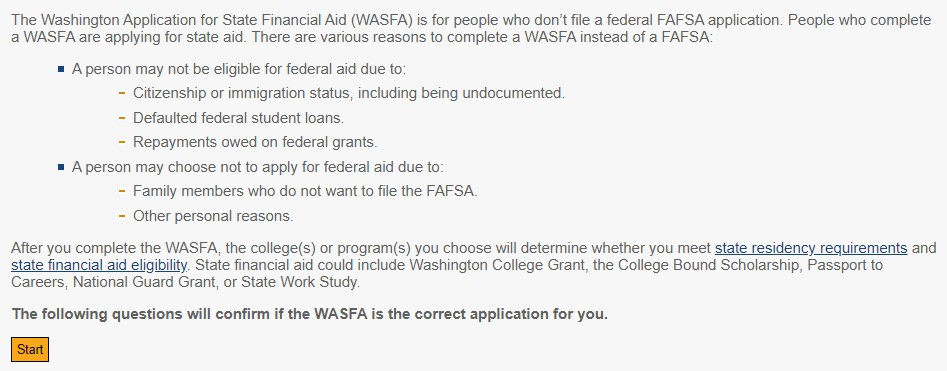 The Washington Application for State Financial Aid (WASFA) is for people who don’t file a federal FAFSA application. People who complete
a WASFA are applying for state aid. There are various reasons to complete a WASFA instead of a FAFSA:
A person may not be eligible for federal aid due to:
Citizenship or immigration status, including being undocumented.
Defaulted federal student loans.
Repayments owed on federal grants.
A person may choose not to apply for federal aid due to:
Family members who do not want to file the FAFSA.
Other personal reasons.
After you complete the WASFA, the college(s) or program(s) you choose will determine whether you meet state residency requirements and
state financial aid eligibility. State financial aid could include Washington College Grant, the College Bound Scholarship, Passport to
Careers, National Guard Grant, or State Work Study.
The following questions will confirm if the WASFA is the correct application for you.
Start